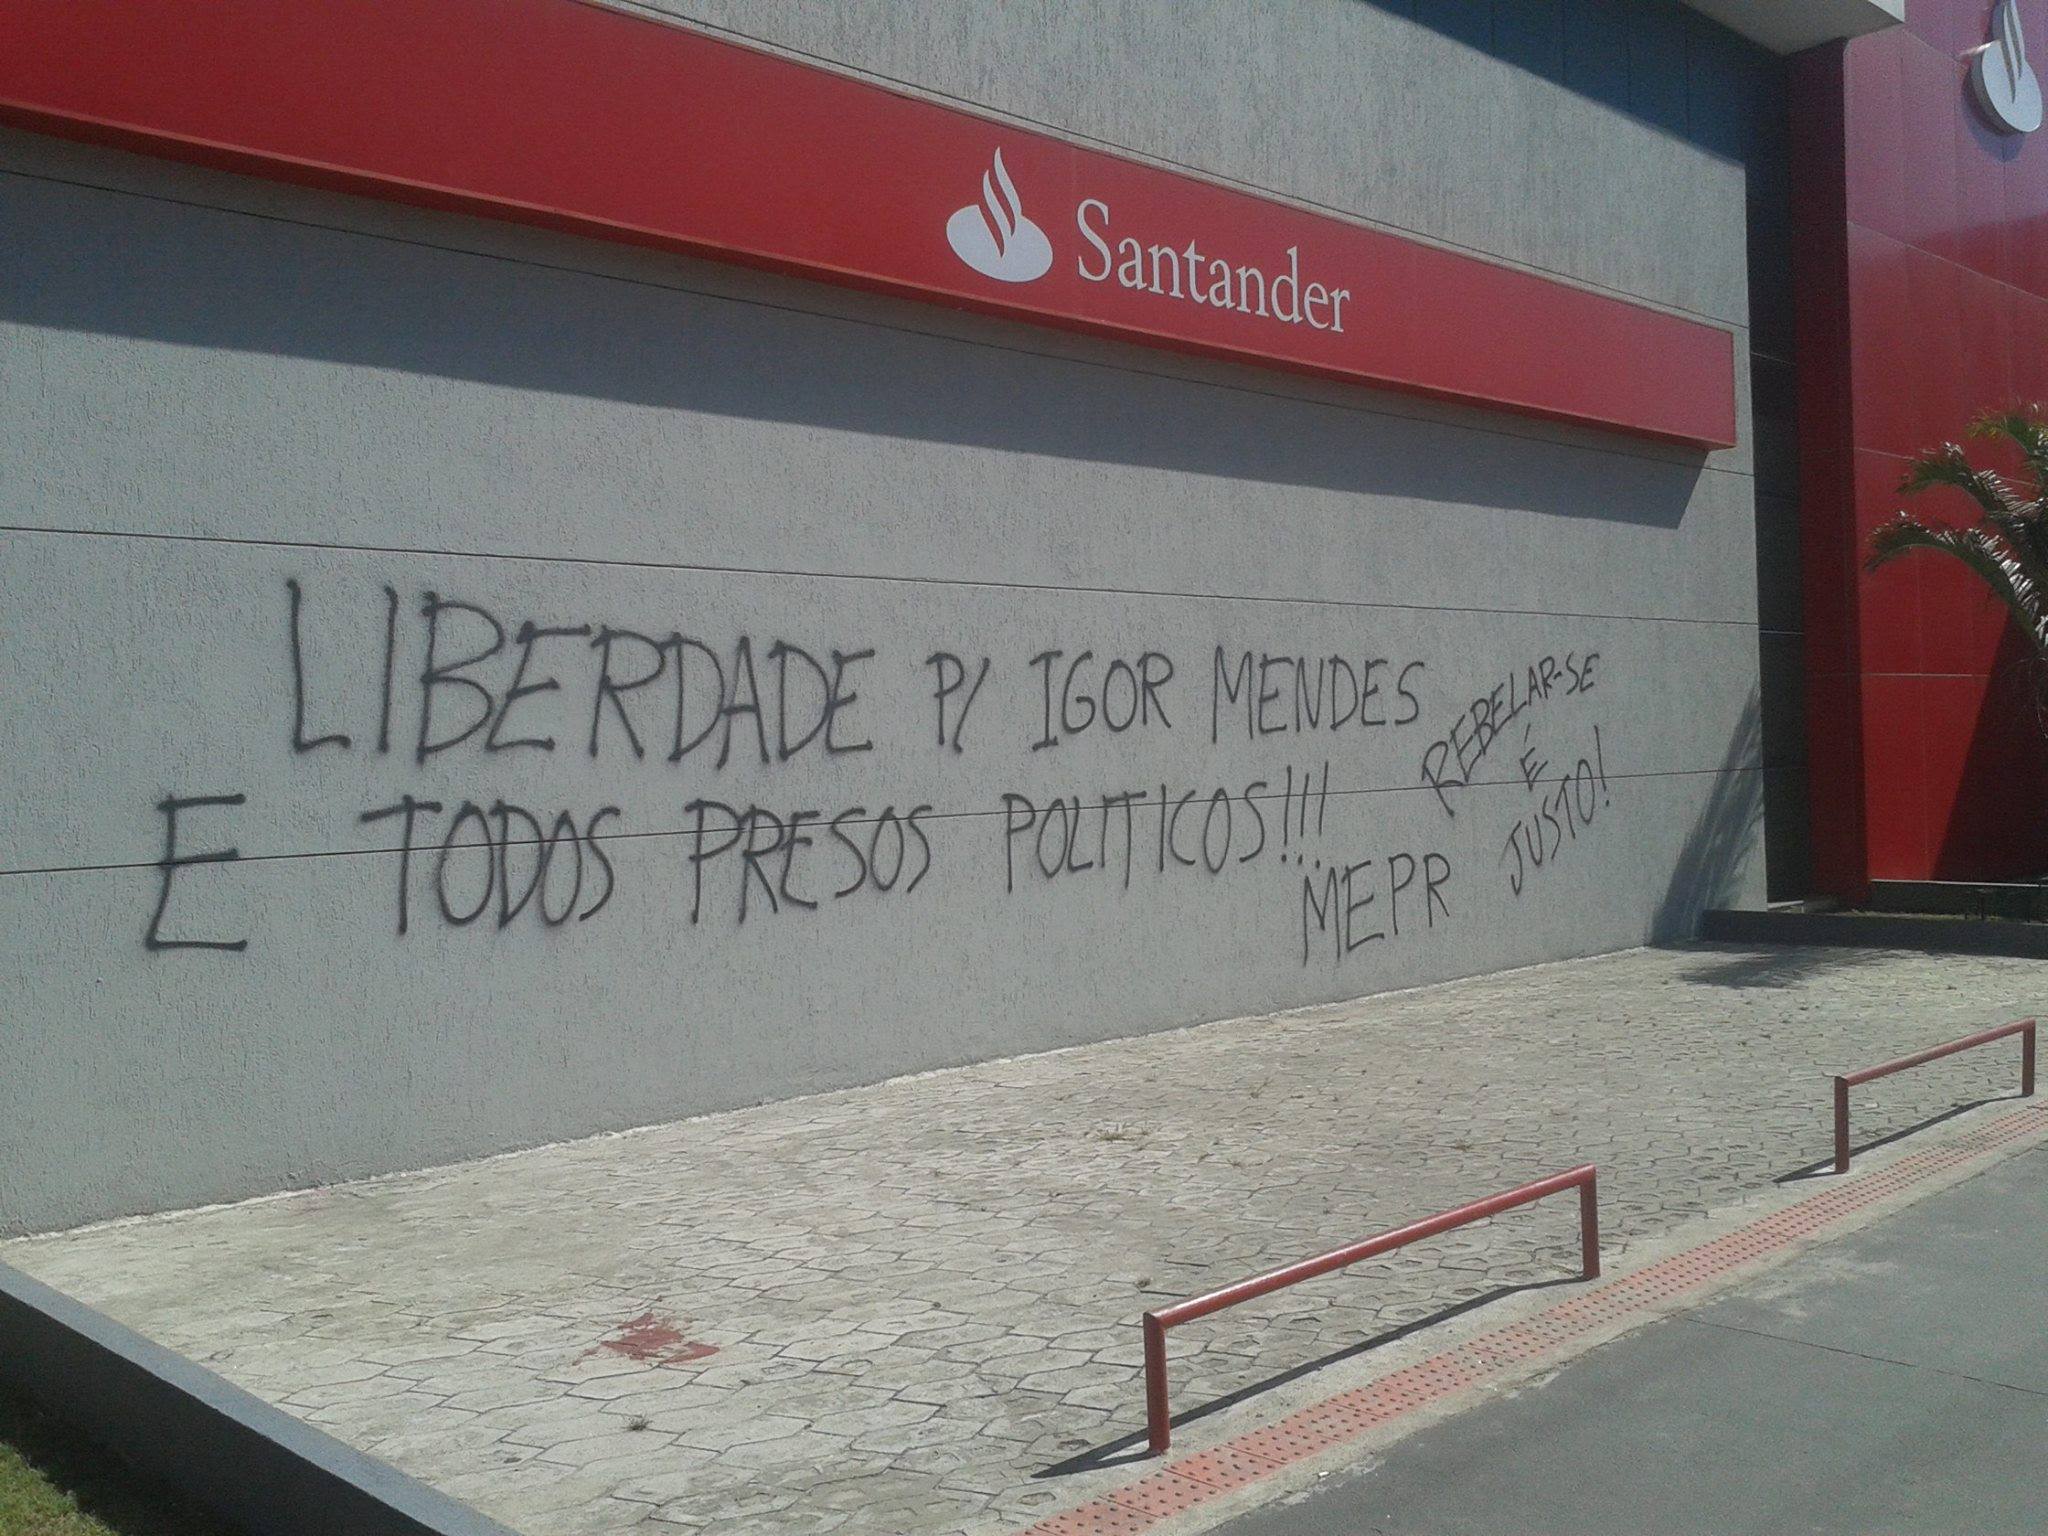 Santander
LIBERDADE P/ IGOR MENDES
E TODOS PRESOS POLITICOS!!!
MEPR
REBELAR-SE
É
JUSTO!